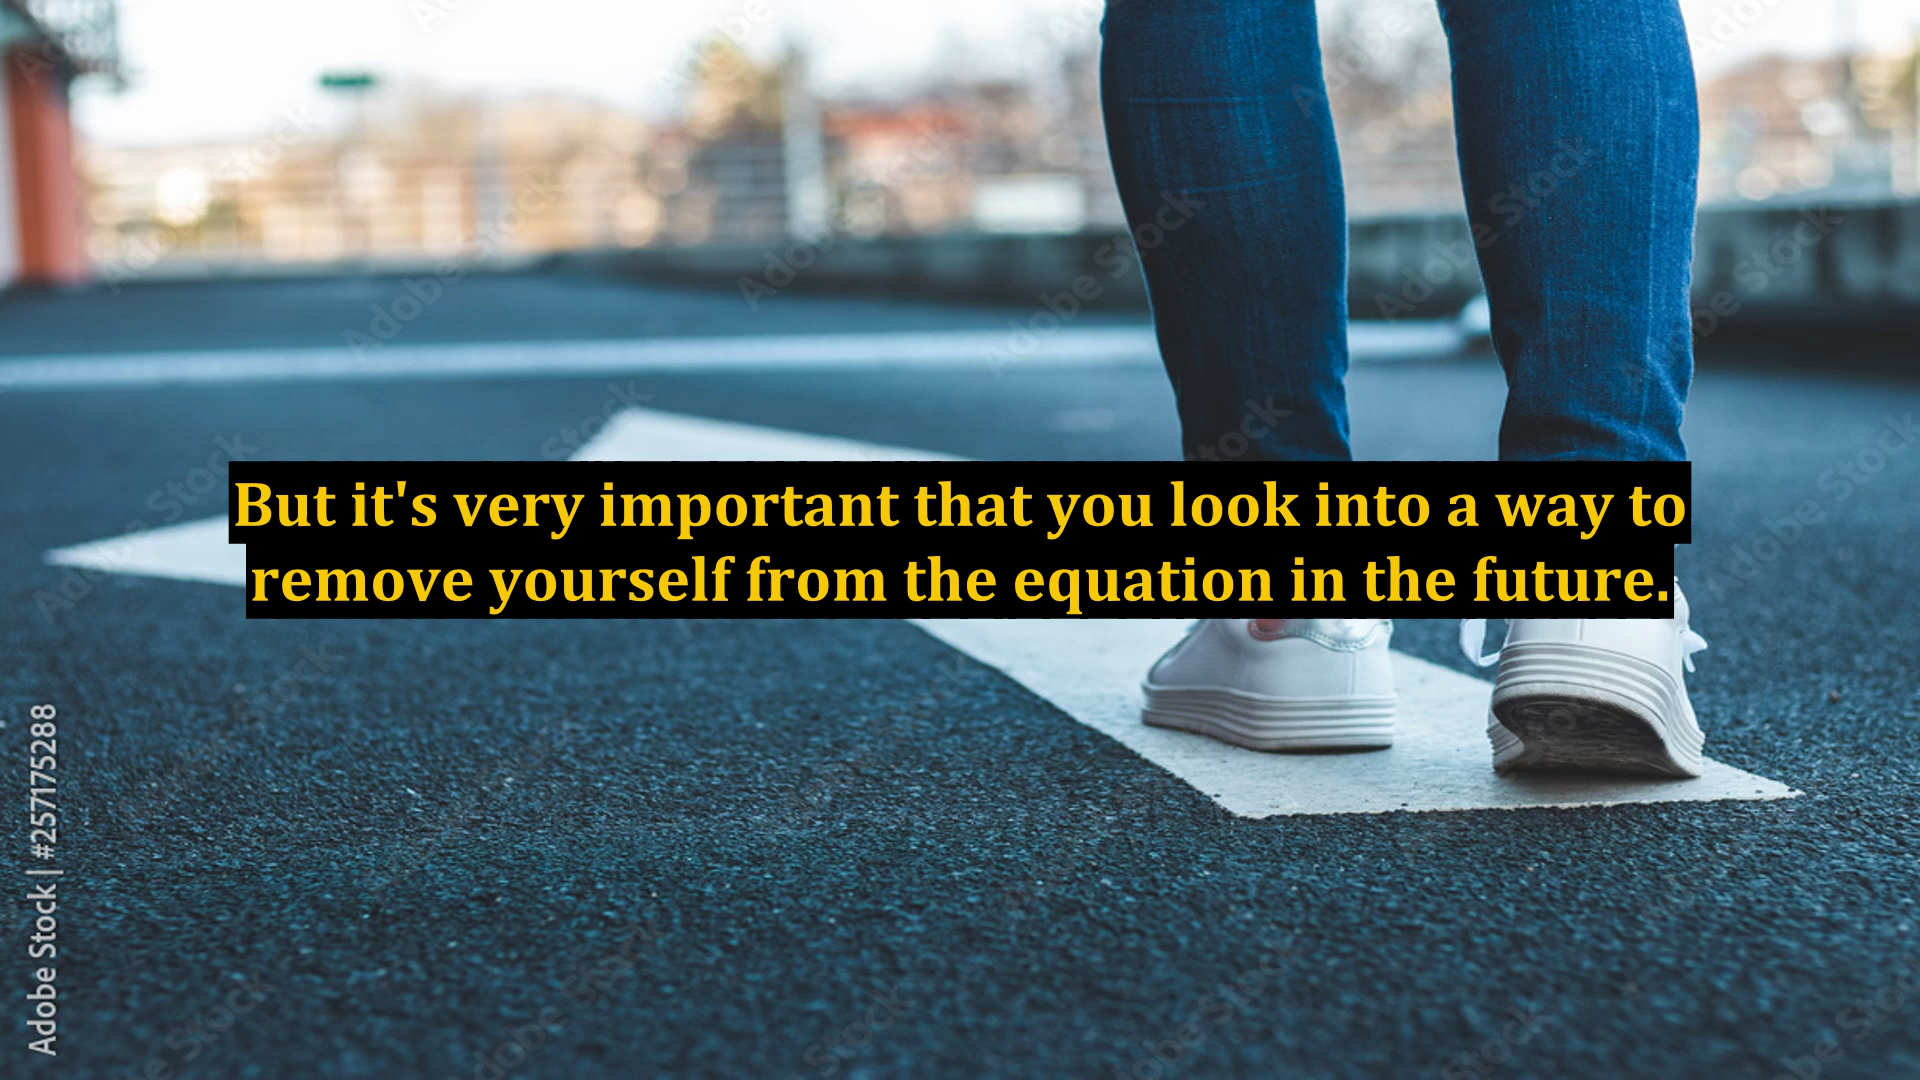 But it's very important that you look into a way to
remove yourself from the equation in the future.
Adobe Stock | #257175288